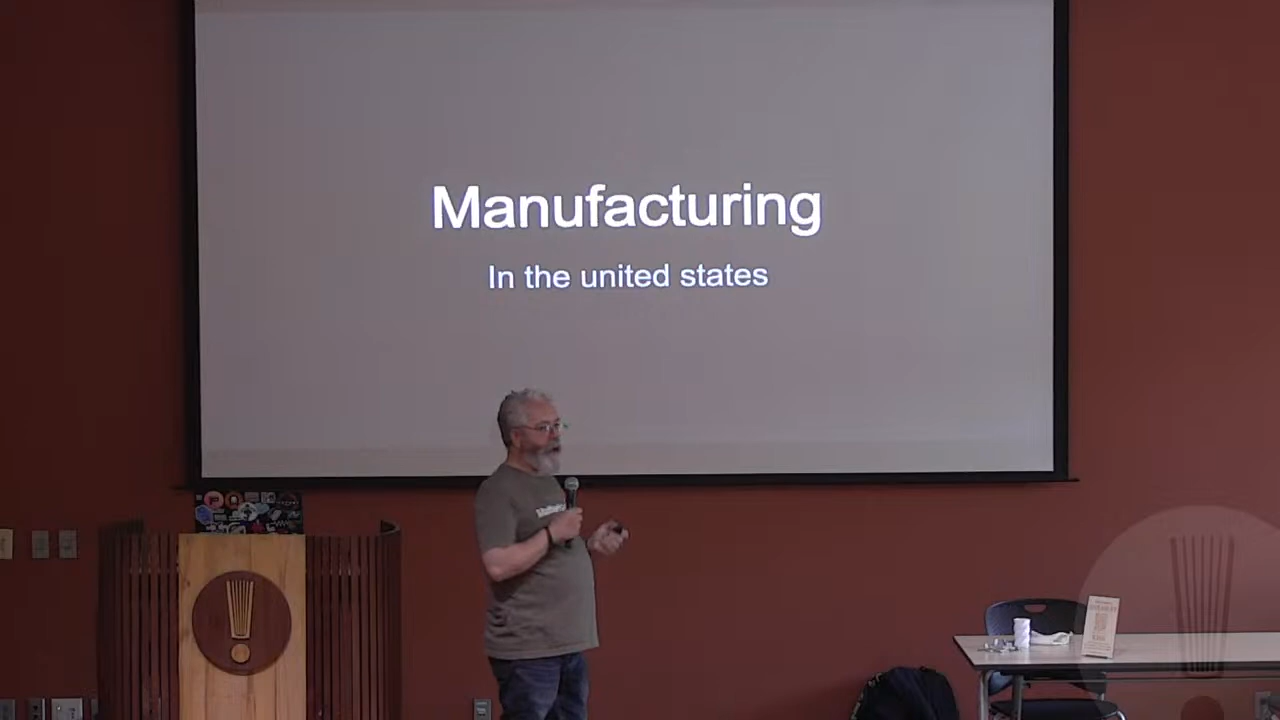 Manufacturing
In the united states